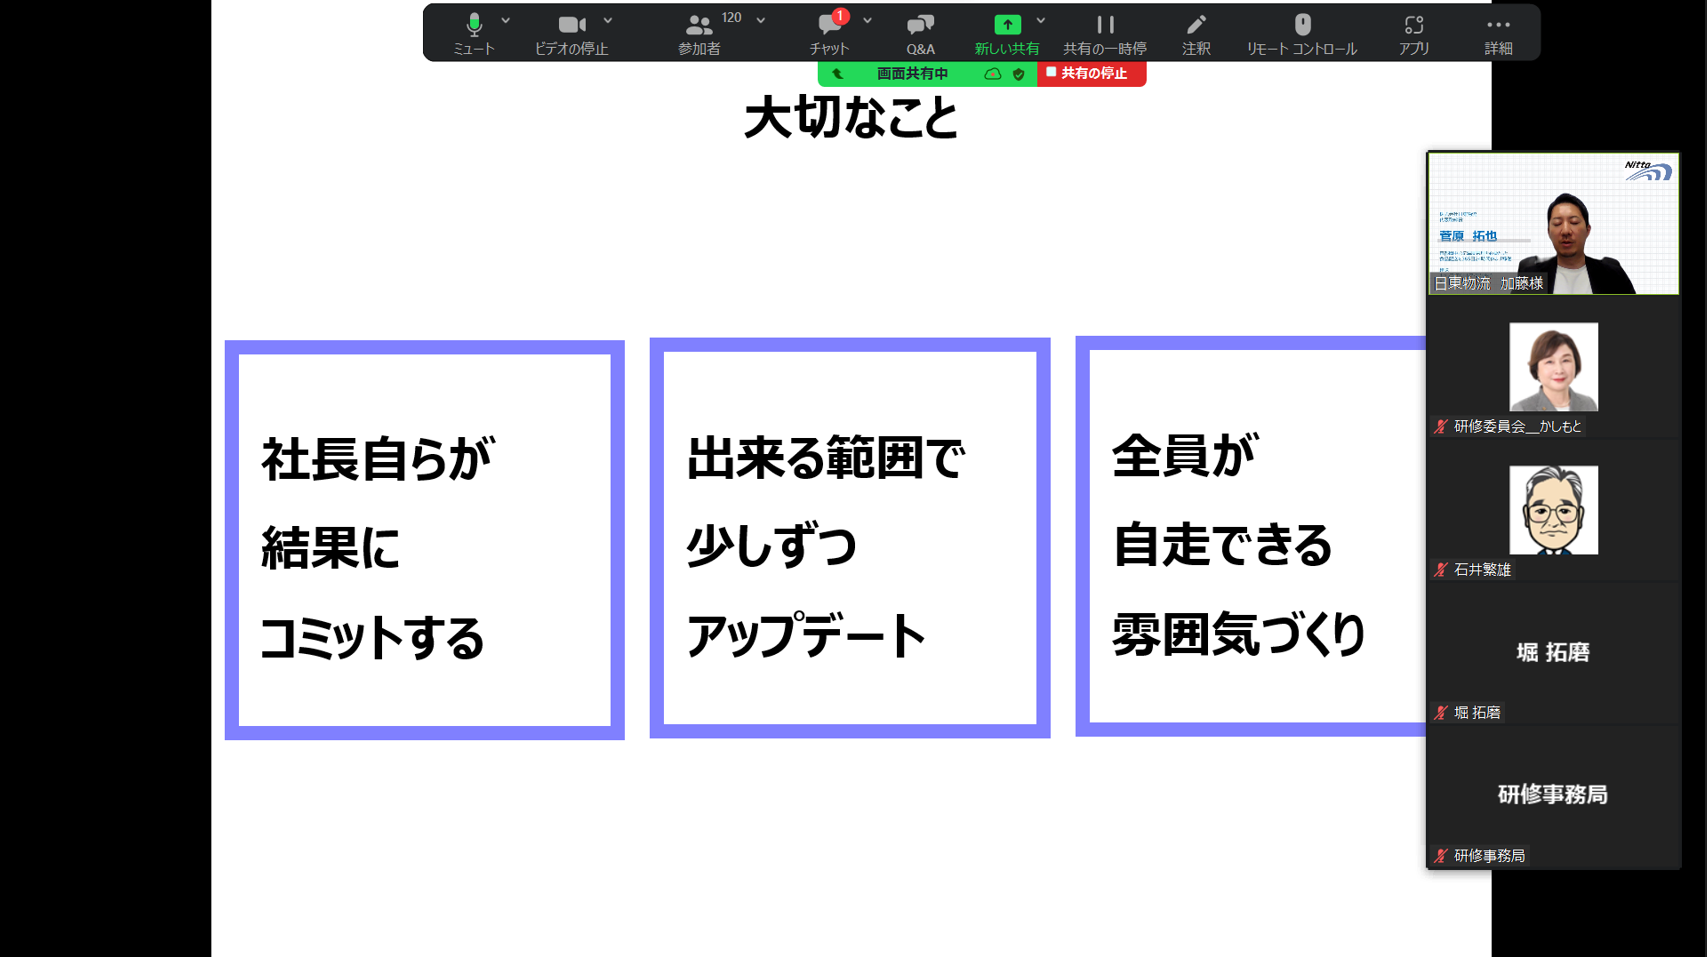 ミュート
ビデオの停止
120
参加者
1
チャット
Q&A
新しい共有
共有の一時停
注釈
リモート コントロール
アプリ
詳細
画面共有中
共有の停止
大切なこと
社長自らが
結果に
コミットする
出来る範囲で
少しずつ
アップデート
全員が
自走できる
雰囲気づくり
Nitto
菅原 拓也
日東物流 加藤様
研修委員会__かしもと
石井繁雄
堀 拓磨
堀 拓磨
研修事務局
研修事務局